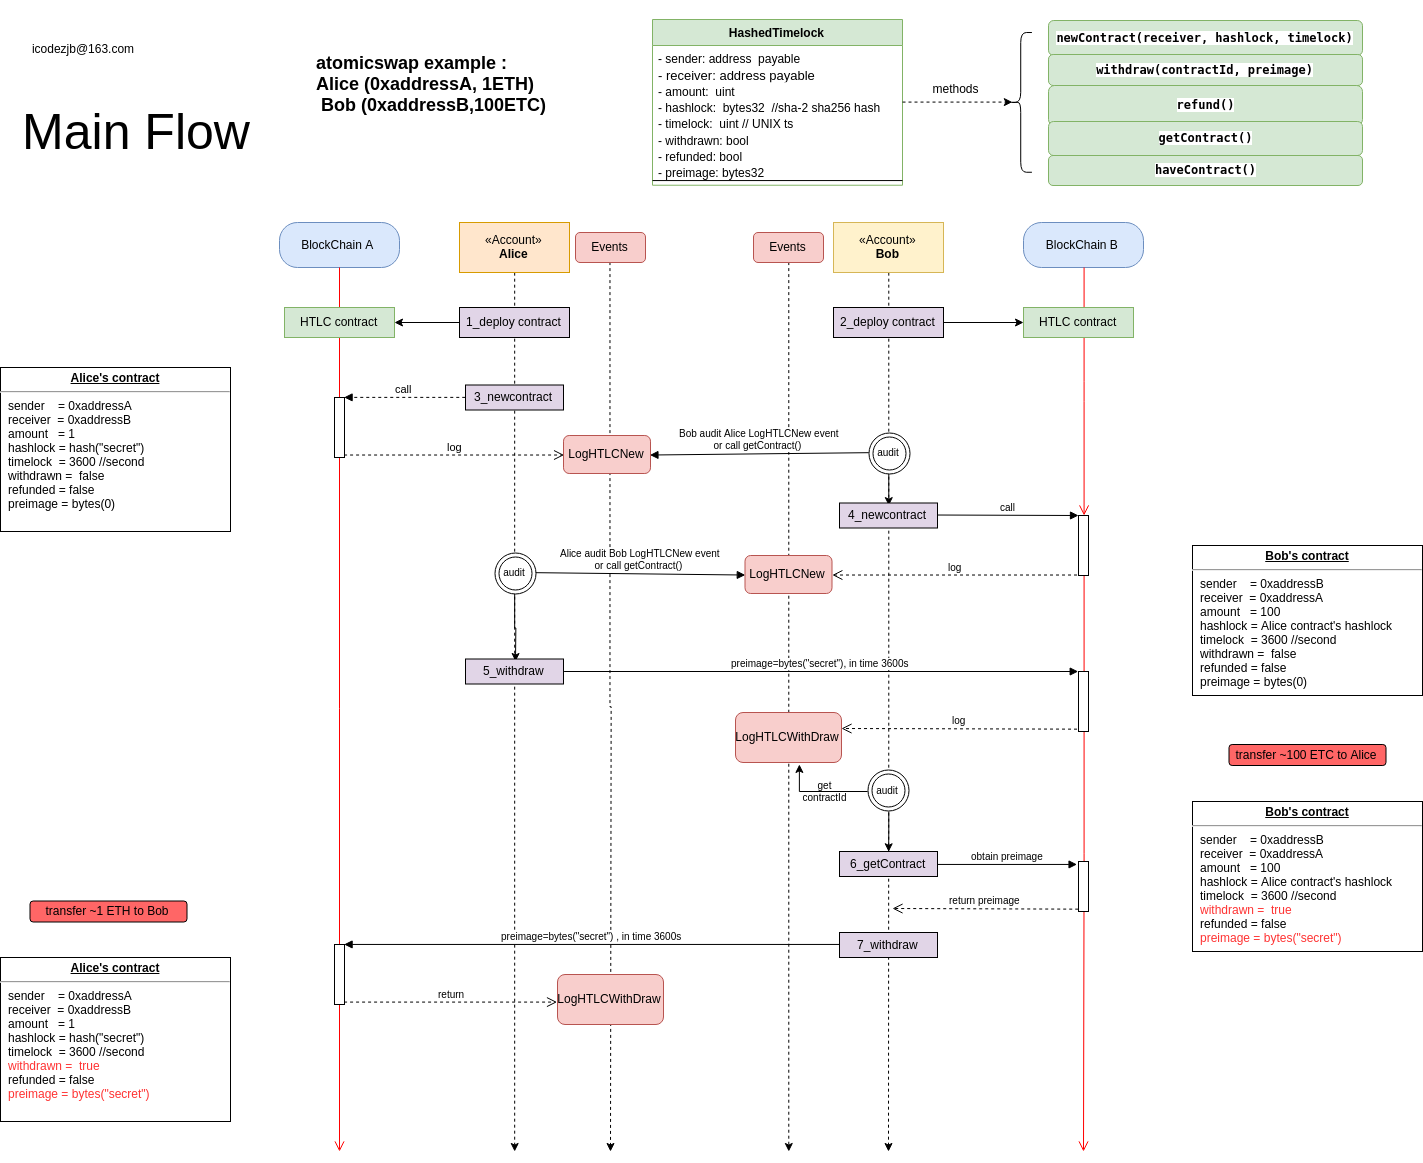 icodezjb@163.com
Main Flow
atomicswap example :
Alice (0xaddressA, 1ETH)
Bob (0xaddressB,100ETC)
HashedTimelock
- sender: address  payable
- receiver: address payable
- amount:  uint
- hashlock:  bytes32  //sha-2 sha256 hash
- timelock:  uint // UNIX ts
- withdrawn: bool
- refunded: bool
- preimage: bytes32
methods
newContract(receiver, hashlock, timelock)
withdraw(contractId, preimage)
refund()
getContract()
haveContract()
BlockChain A
«Account»
Alice
Events
Events
«Account»
Bob
BlockChain B
HTLC contract
1_deploy contract
2_deploy contract
HTLC contract
Alice's contract
sender    = 0xaddressA
receiver  = 0xaddressB
amount   = 1
hashlock = hash("secret")
timelock  = 3600 //second
withdrawn =  false
refunded = false
preimage = bytes(0)
call
3_newcontract
log
LogHTLCNew
Bob audit Alice LogHTLCNew event
or call getContract()
audit
4_newcontract
call
audit
Alice audit Bob LogHTLCNew event
or call getContract()
LogHTLCNew
log
Bob's contract
sender    = 0xaddressB
receiver  = 0xaddressA
amount   = 100
hashlock = Alice contract's hashlock
timelock  = 3600 //second
withdrawn =  false
refunded = false
preimage = bytes(0)
5_withdraw
preimage=bytes("secret"), in time 3600s
LogHTLCWithDraw
log
transfer ~100 ETC to Alice
get
contractId
audit
Bob's contract
sender    = 0xaddressB
receiver  = 0xaddressA
amount   = 100
hashlock = Alice contract's hashlock
timelock  = 3600 //second
withdrawn =  true
refunded = false
preimage = bytes("secret")
6_getContract
obtain preimage
return preimage
transfer ~1 ETH to Bob
preimage=bytes("secret") , in time 3600s
7_withdraw
Alice's contract
sender    = 0xaddressA
receiver  = 0xaddressB
amount   = 1
hashlock = hash("secret")
timelock  = 3600 //second
withdrawn =  true
refunded = false
preimage = bytes("secret")
return
LogHTLCWithDraw